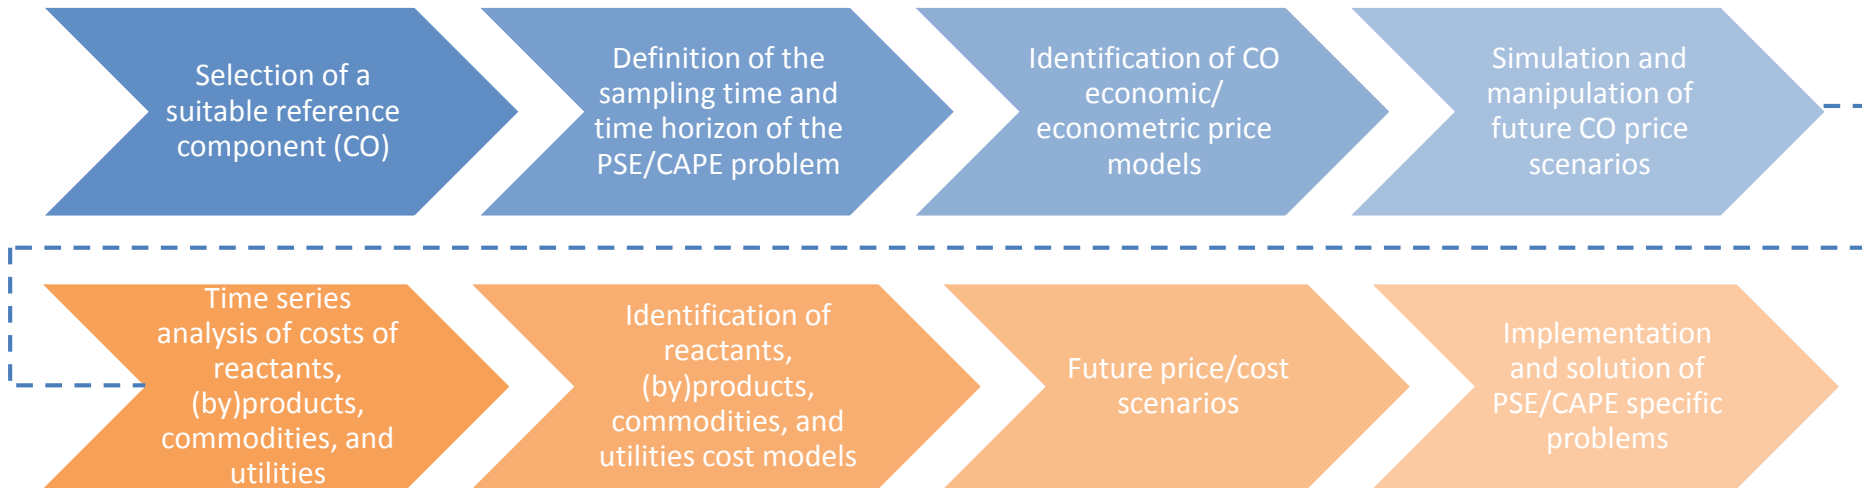 Selection of a
suitable reference
component (CO)
Definition of the
sampling time and
time horizon of the
PSE/CAPE problem
Identification of CO
economic/
econometric price
models
Simulation and
manipulation of
future CO price
scenarios
Time series
analysis of costs of
reactants,
(by)products,
commodities, and
utilities
Identification of
reactants,
(by)products,
commodities, and
utilities cost models
Future price/cost
scenarios
Implementation
and solution of
PSE/CAPE specific
problems